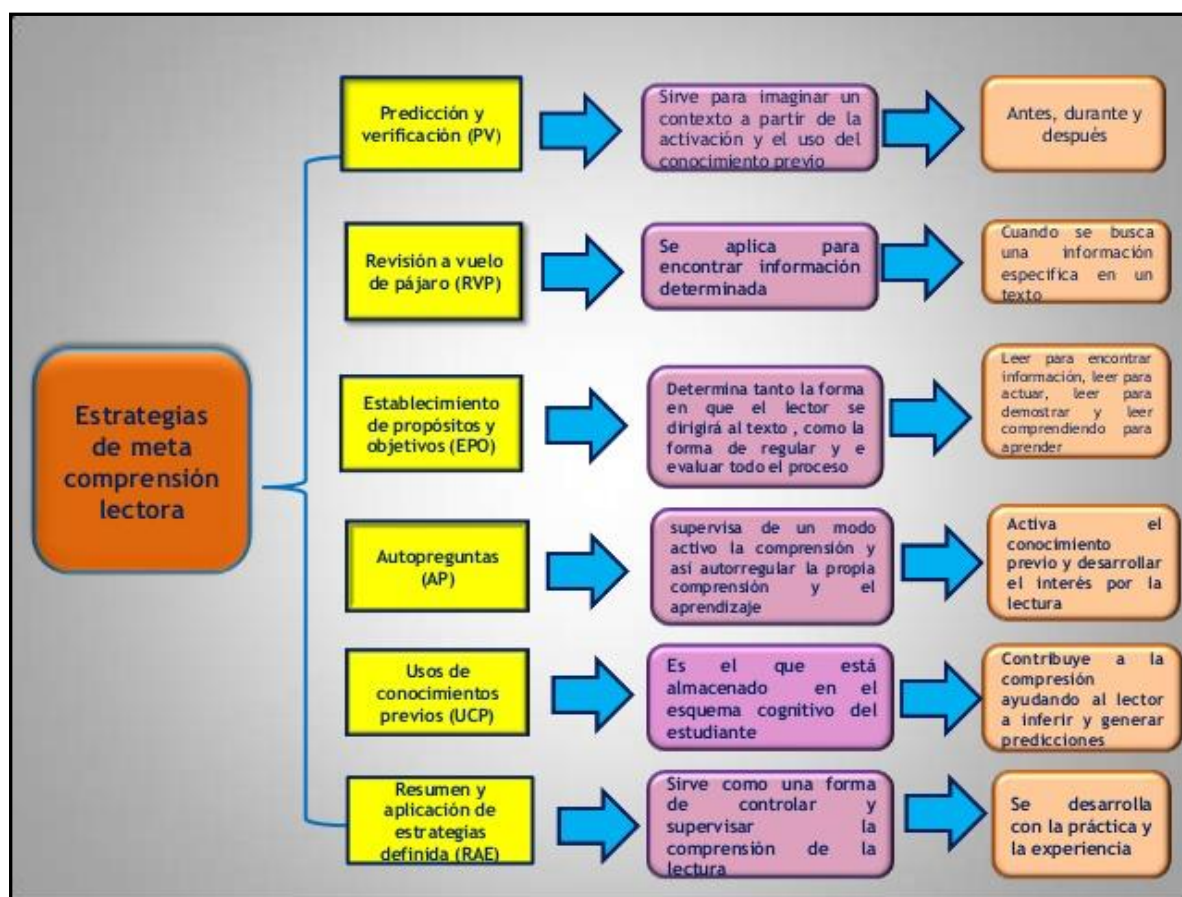 Estrategias
de meta
comprensión
lectora
Predicción y
verificación (PV)
Sirve para imaginar un
contexto a partir de la
activación y el uso del
conocimiento previo
Antes, durante y
después
Revisión a vuelo
de pájaro (RVP)
Se aplica para
encontrar información
determinada
Cuando se busca
una información
especifica en un
texto
Establecimiento
de propósitos y
objetivos (EPO)
Determina tanto la forma
en que el lector se
dirigirá al texto , como la
forma de regular y e
evaluar todo el proceso
Leer para encontrar
información, leer para
actuar, leer para
demostrar y leer
comprendiendo para
aprender
Autopreguntas
(AP)
supervisa de un modo
activo la comprensión y
así autorregular la propia
comprensión y el
aprendizaje
Activa el
conocimiento
previo y desarrollar
el interés por la
lectura
Usos de
conocimientos
previos (UCP)
Es el que está
almacenado en el
esquema cognitivo del
estudiante
Contribuye a la
compresión
ayudando al lector
a inferir y generar
predicciones
Resumen y
aplicación de
estrategias
definida (RAE)
Sirve como una forma
de controlar y
supervisar la
comprensión de la
lectura
Se desarrolla
con la práctica y
la experiencia